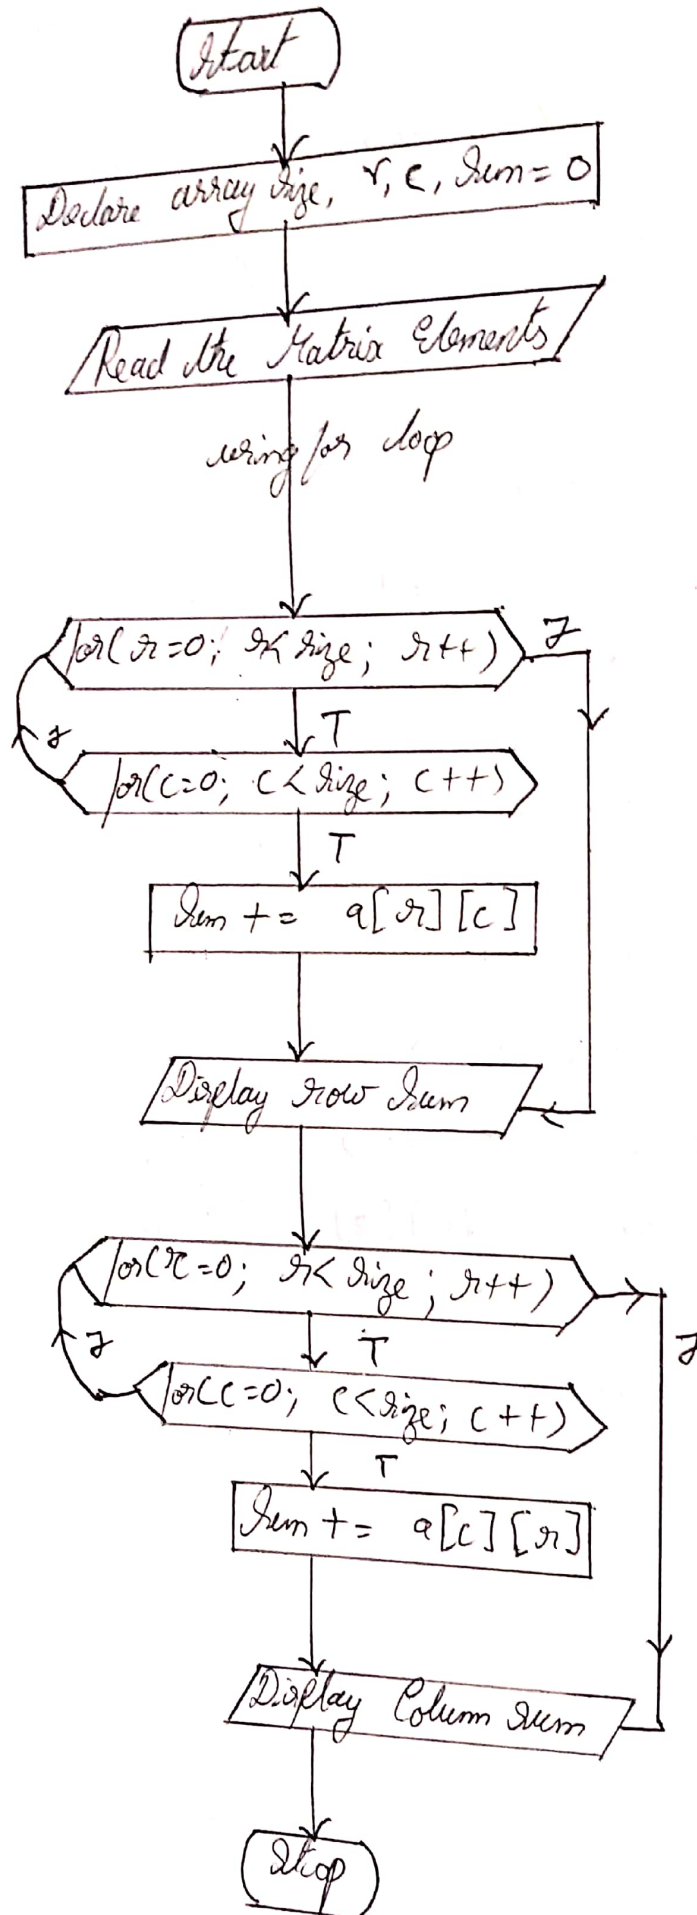 Start
Declare array size, r, c, Sum = 0
Read the Matrix Elements
using for loop
for(r=0; r<size; r++) F
T
F
for(c=0; c<size; c++)
T
Sum += a[r][c]
Display row Sum
for(r=0; r<size; r++)
T F
F
for(c=0; c<size; c++)
T
Sum += a[c][r]
Display Column Sum
Stop